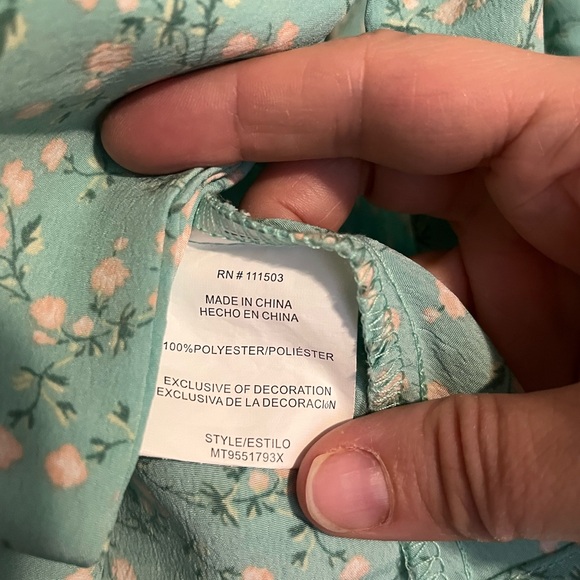 RN # 111503
MADE IN CHINA
HECHO EN CHINA
100%POLYESTER/POLIÉSTER
EXCLUSIVE OF DECORATION
EXCLUSIVA DE LA DECORACIóN
STYLE/ESTILO
MT9551793X